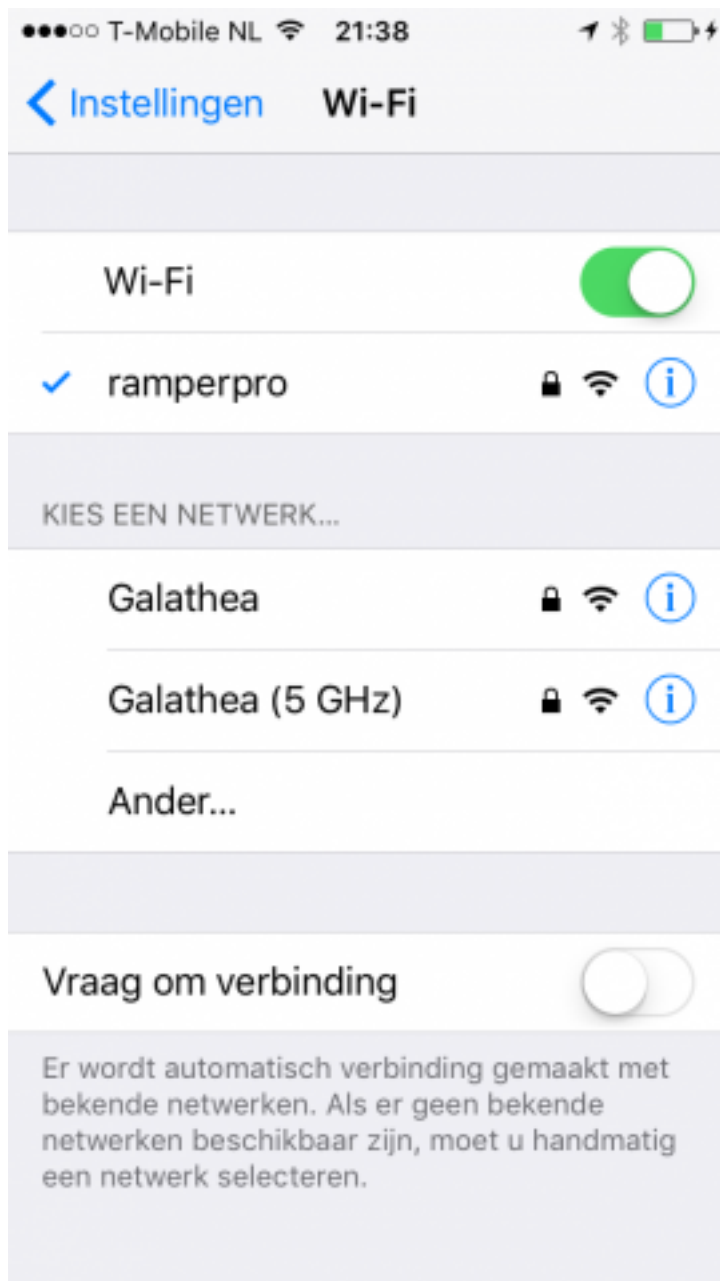 T-Mobile NL 21:38
Instellingen Wi-Fi
Wi-Fi
ramperpro
KIES EEN NETWERK...
Galathea
Galathea (5 GHz)
Ander...
Vraag om verbinding
Er wordt automatisch verbinding gemaakt met
bekende netwerken. Als er geen bekende
netwerken beschikbaar zijn, moet u handmatig
een netwerk selecteren.